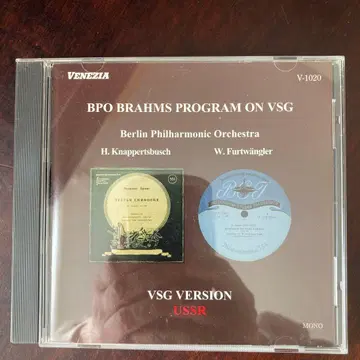 VENEZIA
V-1020
BPO BRAHMS PROGRAM ON VSG
Berlin Philharmonic Orchestra
H. Knappertsbusch W. Furtwängler
VSG VERSION
USSR
MONO